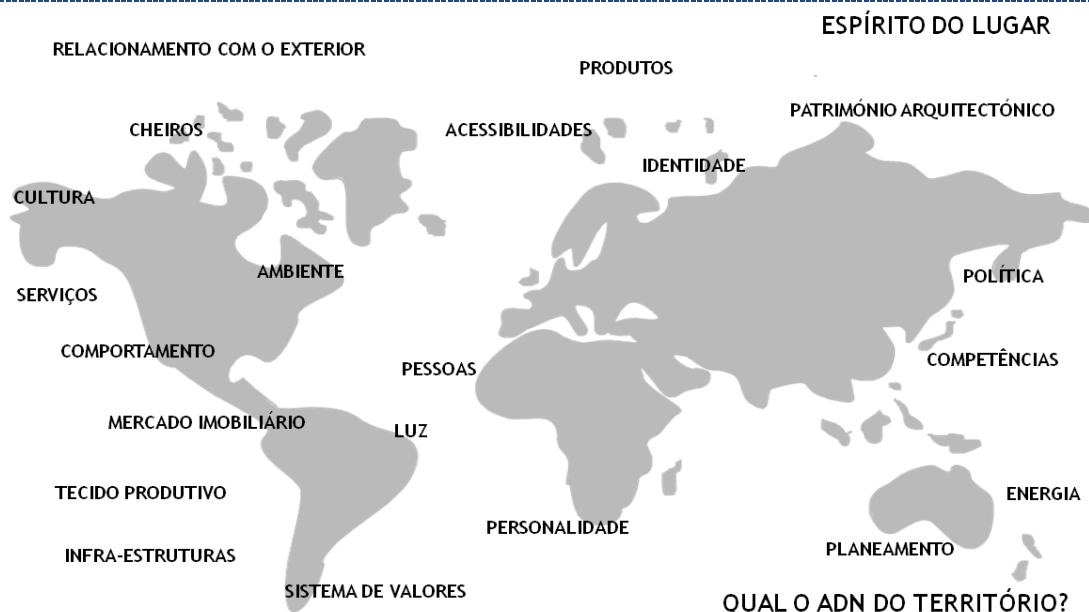 ESPÍRITO DO LUGAR
RELACIONAMENTO COM O EXTERIOR
PRODUTOS
PATRIMÓNIO ARQUITECTÓNICO
CHEIROS
ACESSIBILIDADES
IDENTIDADE
CULTURA
AMBIENTE
POLÍTICA
SERVIÇOS
COMPORTAMENTO
COMPETÊNCIAS
PESSOAS
MERCADO IMOBILIÁRIO
LUZ
TECIDO PRODUTIVO
ENERGIA
PERSONALIDADE
PLANEAMENTO
INFRA-ESTRUTURAS
SISTEMA DE VALORES
QUAL O ADN DO TERRITÓRIO?